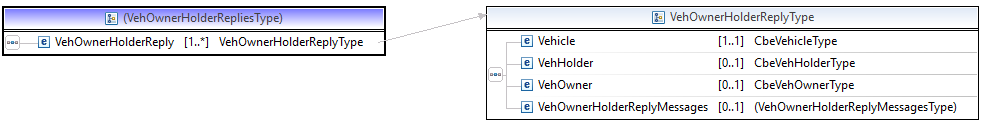 (VehOwnerHolderRepliesType)
VehOwnerHolderReply [1..*] VehOwnerHolderReplyType
VehOwnerHolderReplyType
Vehicle [1..1] CbeVehicleType
VehHolder [0..1] CbeVehHolderType
VehOwner [0..1] CbeVehOwnerType
VehOwnerHolderReplyMessages [0..1] (VehOwnerHolderReplyMessagesType)